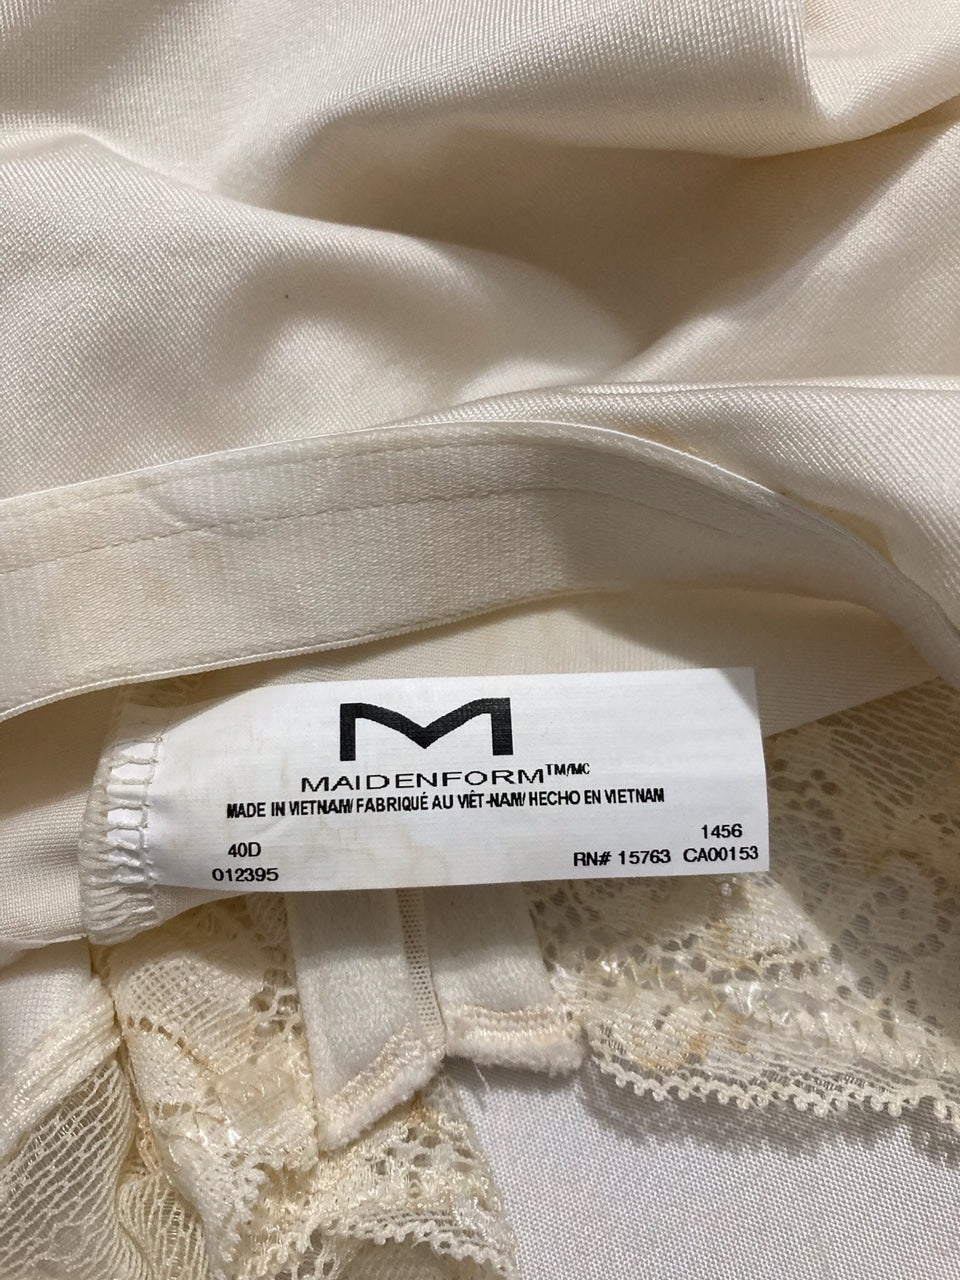 M
MAIDENFORM™/MC
MADE IN VIETNAM/ FABRIQUÉ AU VIÊT-NAM/ HECHO EN VIETNAM
40D
012395
1456
RN# 15763 CA00153